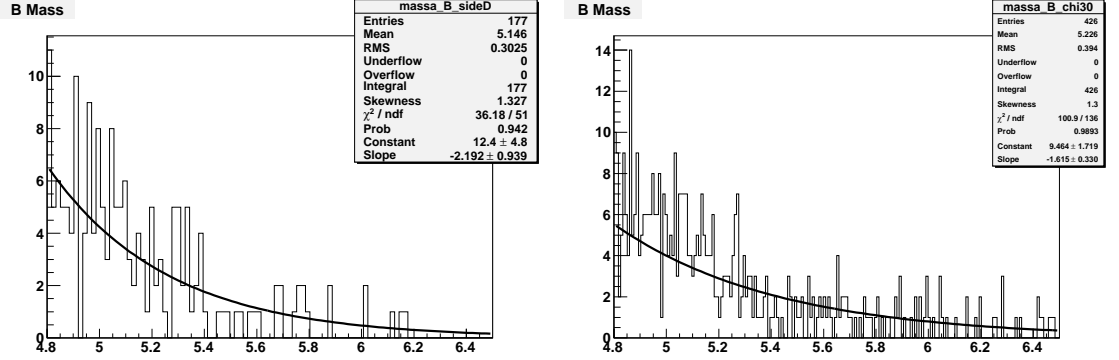 B Mass
massa_B_sideD
Entries 177
Mean 5.146
RMS 0.3025
Underflow 0
Overflow 0
Integral 177
Skewness 1.327
χ² / ndf 36.18 / 51
Prob 0.942
Constant 12.4 ± 4.8
Slope -2.192 ± 0.939
10
8
6
4
2
0
4.8 5 5.2 5.4 5.6 5.8 6 6.2 6.4
B Mass
massa_B_chi30
Entries 426
Mean 5.226
RMS 0.394
Underflow 0
Overflow 0
Integral 426
Skewness 1.3
χ² / ndf 100.9 / 136
Prob 0.9893
Constant 9.464 ± 1.719
Slope -1.615 ± 0.330
14
12
10
8
6
4
2
0
4.8 5 5.2 5.4 5.6 5.8 6 6.2 6.4